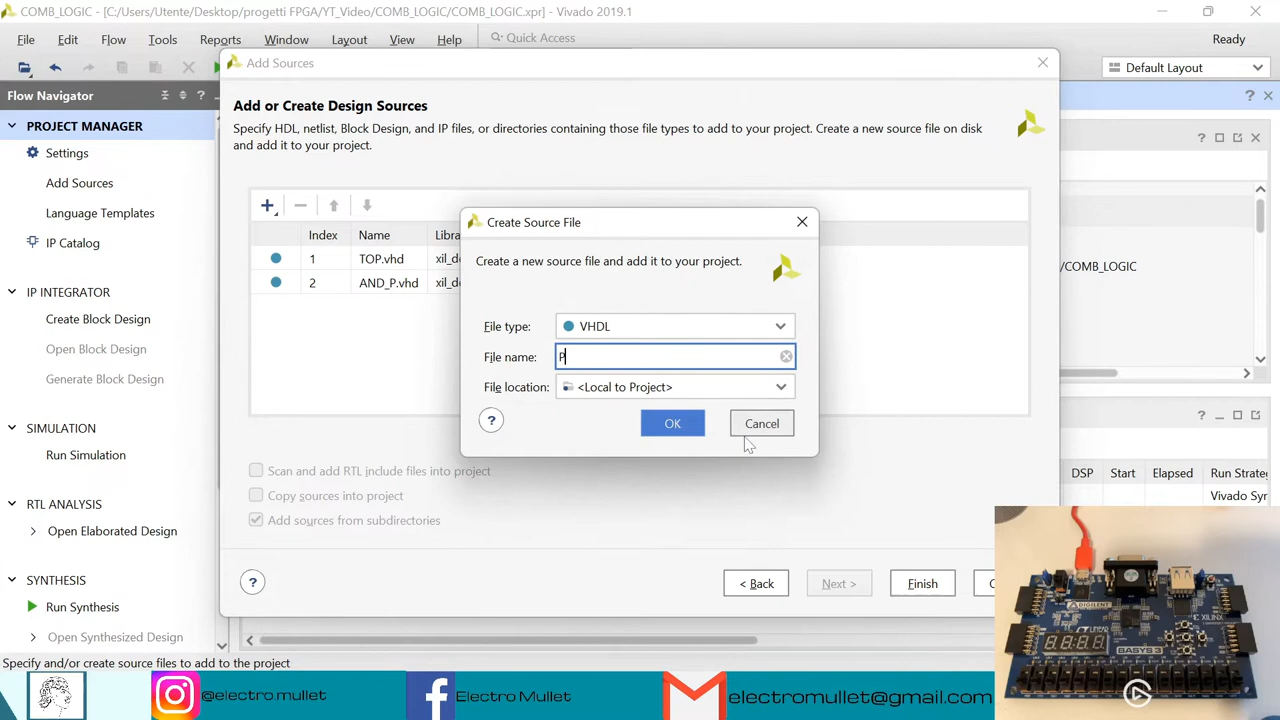 COMB_LOGIC - [C:/Users/Utente/Desktop/progetti FPGA/YT_Video/COMB_LOGIC/COMB_LOGIC.xpr] - Vivado 2019.1
File Edit Flow Tools Reports Window Layout View Help Quick Access Ready
Default Layout
Flow Navigator
PROJECT MANAGER
Settings
Add Sources
Language Templates
IP Catalog
IP INTEGRATOR
Create Block Design
Open Block Design
Generate Block Design
SIMULATION
Run Simulation
RTL ANALYSIS
Open Elaborated Design
SYNTHESIS
Run Synthesis
Open Synthesized Design
Add Sources
Add or Create Design Sources
Specify HDL, netlist, Block Design, and IP files, or directories containing those file types to add to your project. Create a new source file on disk
and add it to your project.
Index Name Libra
1 TOP.vhd xil_de
2 AND_P.vhd xil_de
Create Source File
Create a new source file and add it to your project.
File type: VHDL
File name: P
File location: <Local to Project>
? OK Cancel
Scan and add RTL include files into project
Copy sources into project
Add sources from subdirectories
? < Back Next > Finish C
/COMB_LOGIC
DSP Start Elapsed Run Strate
Vivado Syn
Specify and/or create source files to add to the project
DIGILENT
XILINX
LINEAR
BASYS 3
@electro.mullet
Electro Mullet
electromullet@gmail.com